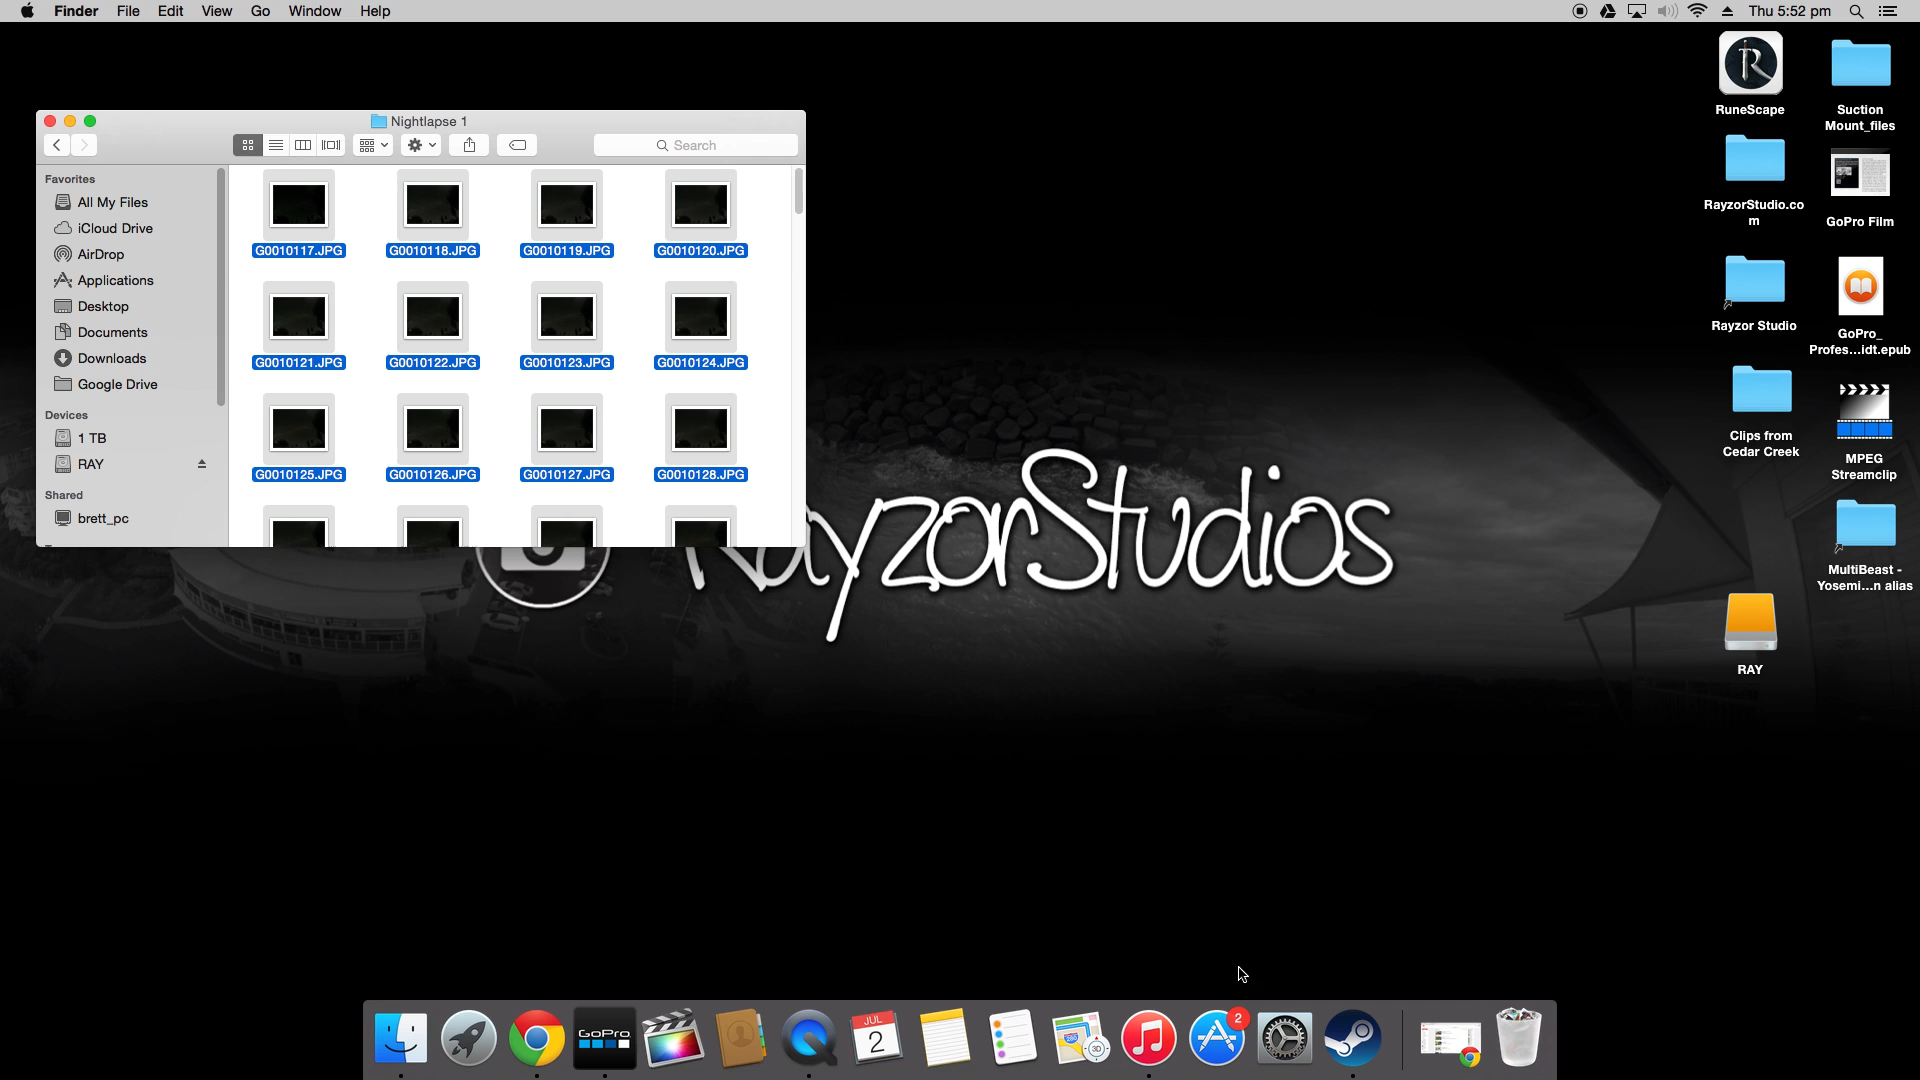 Finder File Edit View Go Window Help
Thu 5:52 pm
Nightlapse 1
Search
Favorites
All My Files
iCloud Drive
AirDrop
Applications
Desktop
Documents
Downloads
Google Drive
Devices
1 TB
RAY
Shared
brett_pc
G0010117.JPG G0010118.JPG G0010119.JPG G0010120.JPG
G0010121.JPG G0010122.JPG G0010123.JPG G0010124.JPG
G0010125.JPG G0010126.JPG G0010127.JPG G0010128.JPG
RayzorStudios
RuneScape
Suction
Mount_files
RayzorStudio.co
m
GoPro Film
Rayzor Studio
GoPro_
Profes...idt.epub
Clips from
Cedar Creek
MPEG
Streamclip
MultiBeast -
Yosemi...n alias
RAY
GoPro
JUL
2
280
3D
2